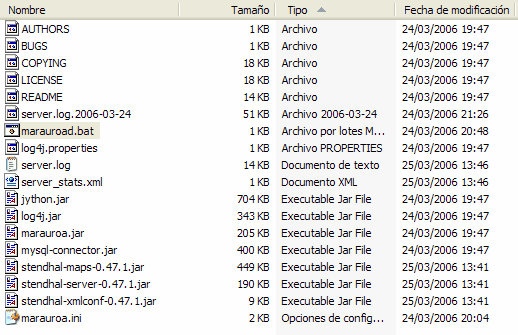 Nombre Tamaño Tipo Fecha de modificación
AUTHORS 1 KB Archivo 24/03/2006 19:47
BUGS 1 KB Archivo 24/03/2006 19:47
COPYING 18 KB Archivo 24/03/2006 19:47
LICENSE 18 KB Archivo 24/03/2006 19:47
README 14 KB Archivo 24/03/2006 19:47
server.log.2006-03-24 51 KB Archivo 2006-03-24 24/03/2006 21:26
marauroad.bat 1 KB Archivo por lotes M... 24/03/2006 20:48
log4j.properties 1 KB Archivo PROPERTIES 24/03/2006 19:47
server.log 14 KB Documento de texto 25/03/2006 13:46
server_stats.xml 1 KB Documento XML 25/03/2006 13:46
jython.jar 704 KB Executable Jar File 24/03/2006 19:47
log4j.jar 343 KB Executable Jar File 24/03/2006 19:47
marauroa.jar 205 KB Executable Jar File 24/03/2006 19:47
mysql-connector.jar 400 KB Executable Jar File 24/03/2006 19:47
stendhal-maps-0.47.1.jar 449 KB Executable Jar File 25/03/2006 13:41
stendhal-server-0.47.1.jar 190 KB Executable Jar File 25/03/2006 13:41
stendhal-xmlconf-0.47.1.jar 9 KB Executable Jar File 25/03/2006 13:41
marauroa.ini 2 KB Opciones de config... 24/03/2006 20:04